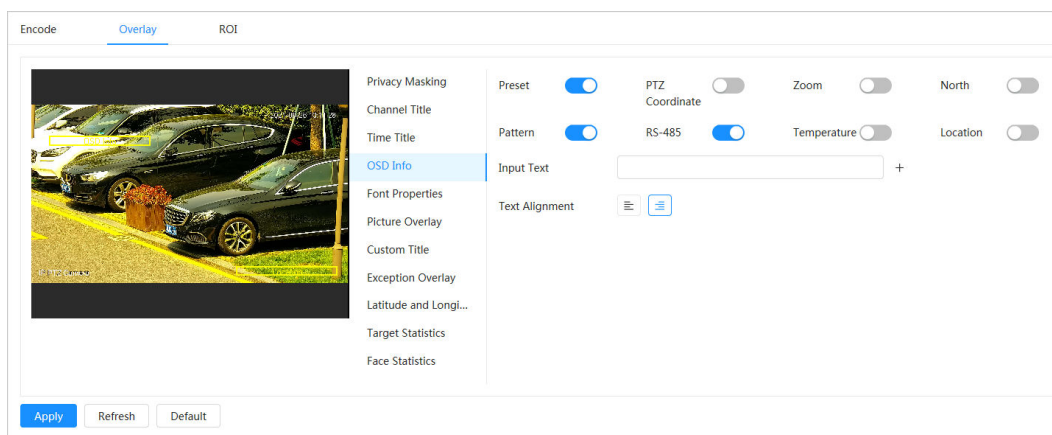 Encode Overlay ROI
Privacy Masking
Channel Title
Time Title
OSD Info
Font Properties
Picture Overlay
Custom Title
Exception Overlay
Latitude and Longi...
Target Statistics
Face Statistics
Preset PTZ Coordinate Zoom North
Pattern RS-485 Temperature Location
Input Text +
Text Alignment
Apply Refresh Default